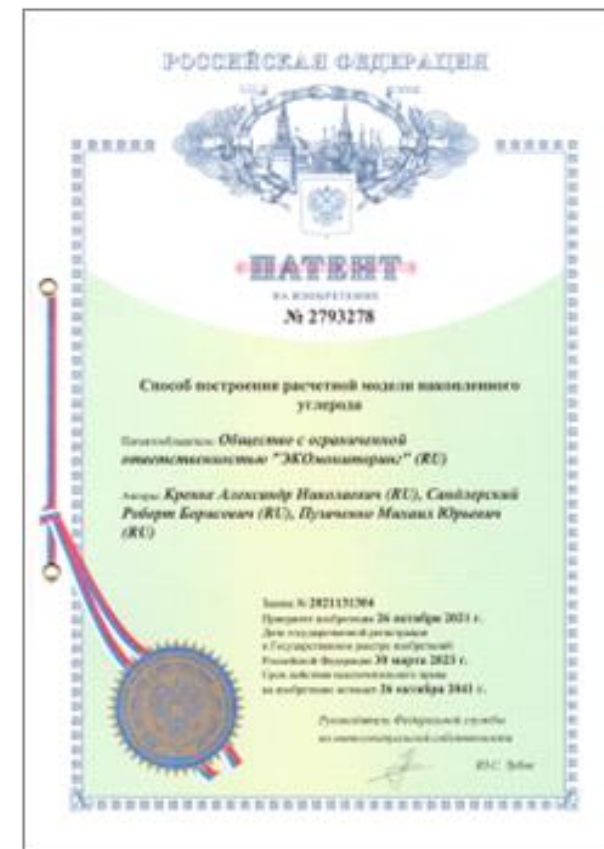 РОССИЙСКАЯ ФЕДЕРАЦИЯ
ПАТЕНТ
НА ИЗОБРЕТЕНИЕ
№ 2793278
Способ построения расчетной модели накопленного
углерода
Патентообладатель: Общество с ограниченной
ответственностью "ЭКОмониторинг" (RU)
Авторы: Кренке Александр Николаевич (RU), Сандлерский
Роберт Борисович (RU), Пузаченко Михаил Юрьевич
(RU)
Заявка № 2021131304
Приоритет изобретения 26 октября 2021 г.
Дата государственной регистрации
в Государственном реестре изобретений
Российской Федерации 30 марта 2023 г.
Срок действия исключительного права
на изобретение истекает 26 октября 2041 г.
Руководитель Федеральной службы
по интеллектуальной собственности
Ю.С. Зубов